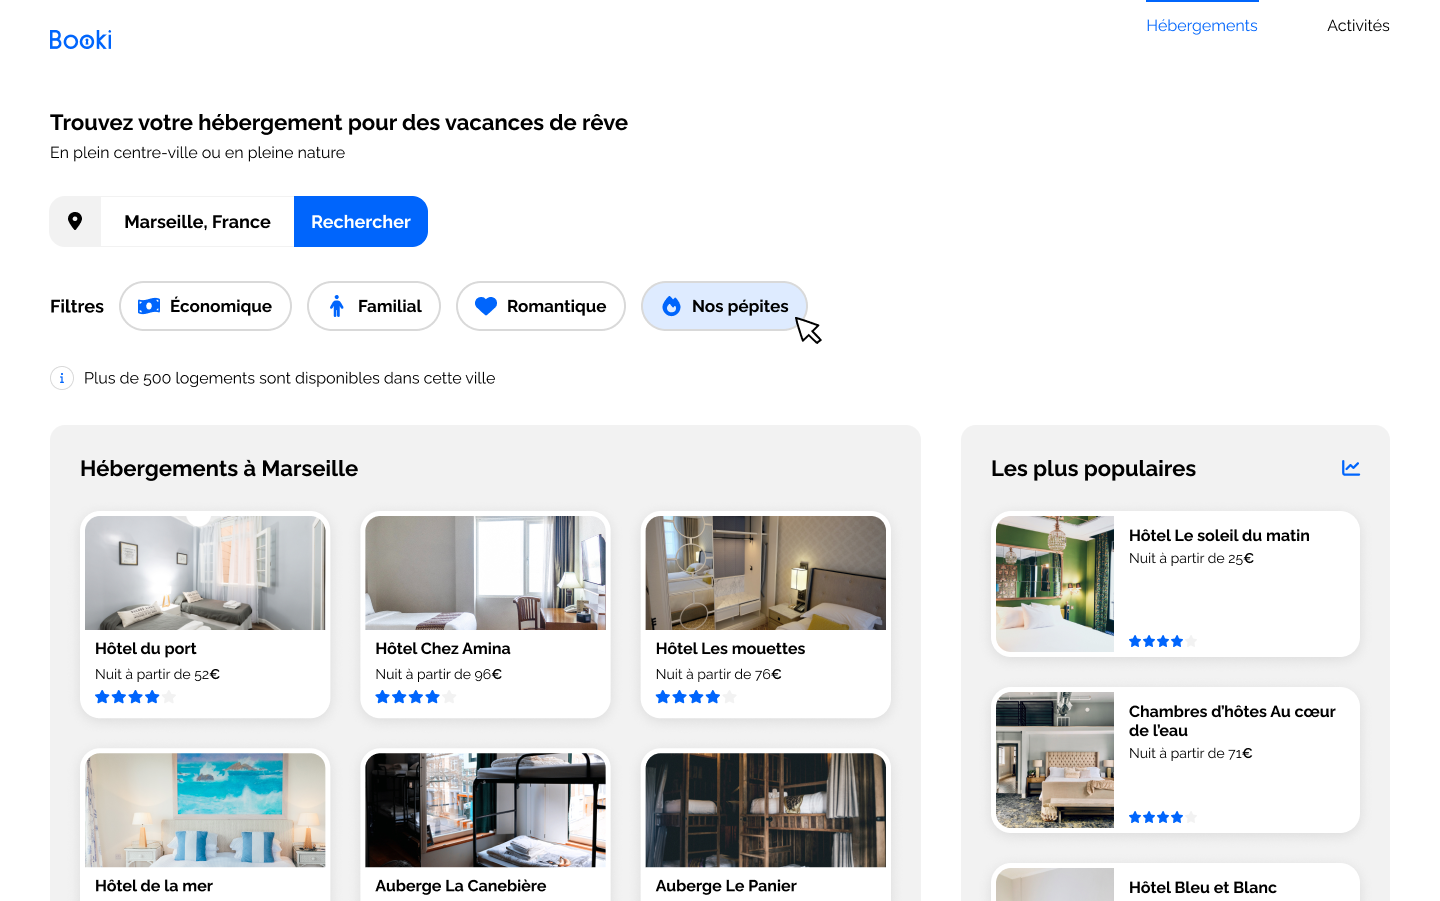 Booki
Hébergements
Activités
Trouvez votre hébergement pour des vacances de rêve
En plein centre-ville ou en pleine nature
Marseille, France
Rechercher
Filtres
Économique
Familial
Romantique
Nos pépites
Plus de 500 logements sont disponibles dans cette ville
Hébergements à Marseille
Hôtel du port
Nuit à partir de 52€
Hôtel Chez Amina
Nuit à partir de 96€
Hôtel Les mouettes
Nuit à partir de 76€
Hôtel de la mer
Auberge La Canebière
Auberge Le Panier
Les plus populaires
Hôtel Le soleil du matin
Nuit à partir de 25€
Chambres d’hôtes Au cœur
de l’eau
Nuit à partir de 71€
Hôtel Bleu et Blanc